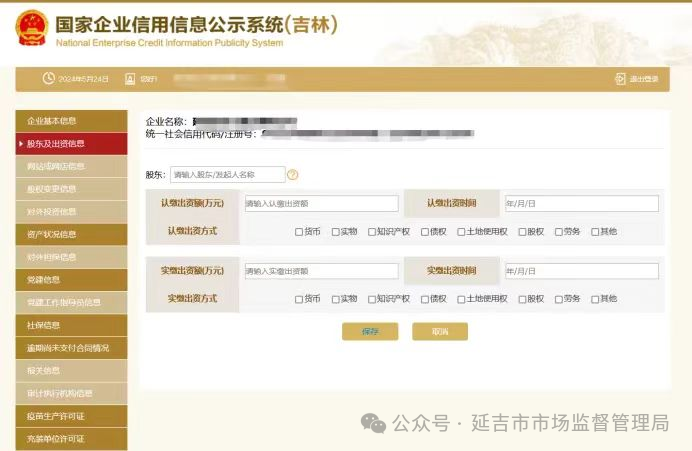 国家企业信用信息公示系统(吉林)
National Enterprise Credit Information Publicity System
2024年5月24日 您好! 退出登录
企业基本信息
股东及出资信息
网站或网店信息
股权变更信息
对外投资信息
资产状况信息
对外担保信息
党建信息
党建工作指导员信息
社保信息
逾期尚未支付合同情况
报关信息
审计执行机构信息
疫苗生产许可证
充装单位许可证
企业名称:
统一社会信用代码/注册号:
股东: 请输入股东/发起人名称 ?
认缴出资额(万元) 请输入认缴出资额 认缴出资时间 年/月/日
认缴出资方式 货币 实物 知识产权 债权 土地使用权 股权 劳务 其他
实缴出资额(万元) 请输入实缴出资额 实缴出资时间 年/月/日
实缴出资方式 货币 实物 知识产权 债权 土地使用权 股权 劳务 其他
保存 取消
公众号·延吉市市场监督管理局